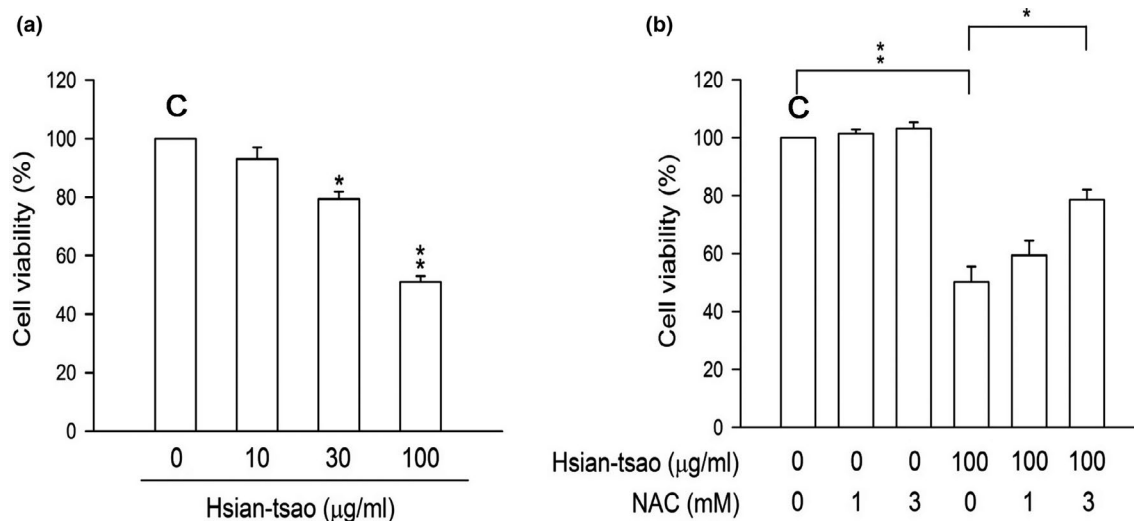 (a)
120
100
80
60
40
20
0
Cell viability (%)
C
*
*
*
0 10 30 100
Hsian-tsao (μg/ml)
(b)
*
*
*
120
100
80
60
40
20
0
Cell viability (%)
C
Hsian-tsao (μg/ml) 0 0 0 100 100 100
NAC (mM) 0 1 3 0 1 3